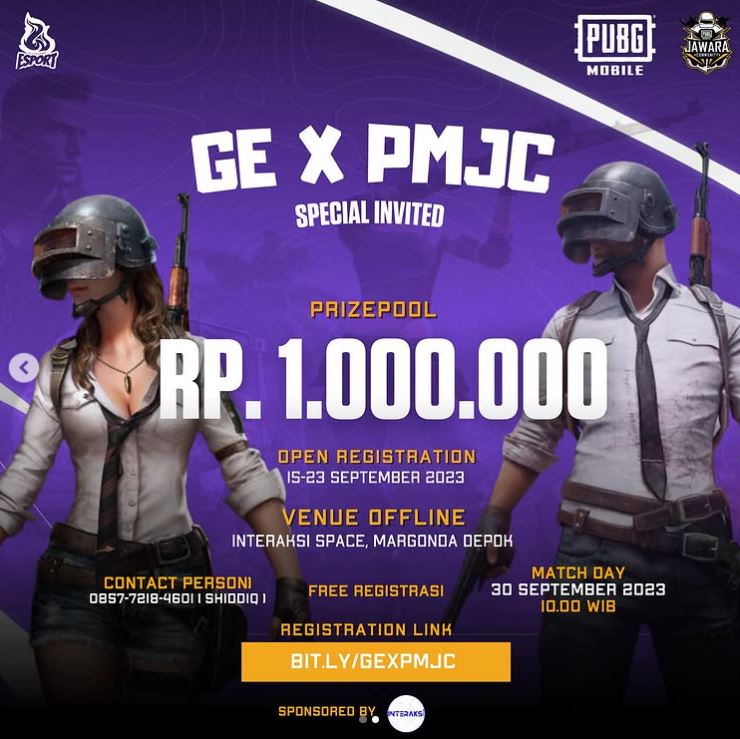 ESPORT
PUBG
MOBILE
JAWARA
COMMUNITY
GE X PMJC
SPECIAL INVITED
PRIZEPOOL
RP. 1.000.000
OPEN REGISTRATION
15-23 SEPTEMBER 2023
VENUE OFFLINE
INTERAKSI SPACE, MARGONDA DEPOK
CONTACT PERSON!
0857-7218-4601 ( SHIDDIQ )
FREE REGISTRASI
MATCH DAY
30 SEPTEMBER 2023
10.00 WIB
REGISTRATION LINK
BIT.LY/GEXPMJC
SPONSORED BY
INTERAKSI